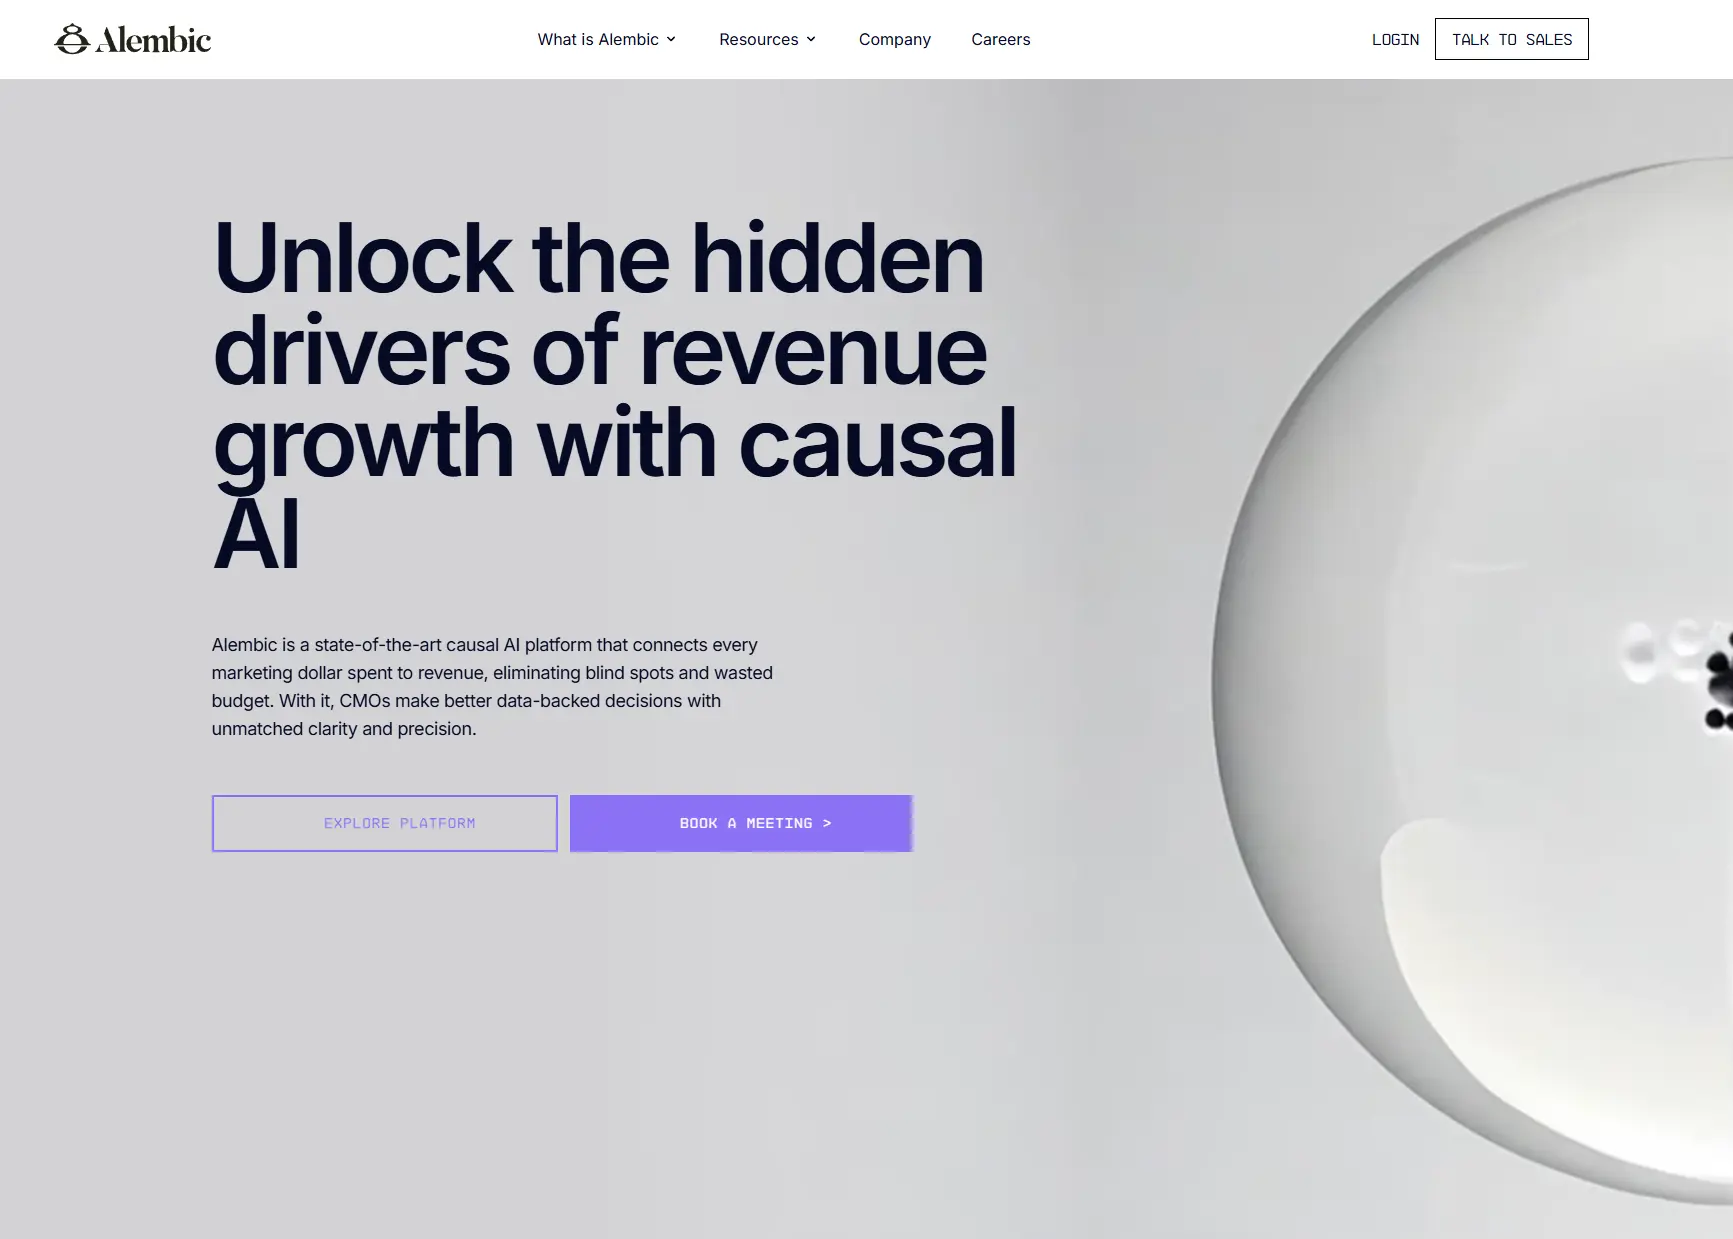 Alembic
What is Alembic
Resources
Company
Careers
LOGIN
TALK TO SALES
Unlock the hidden
drivers of revenue
growth with causal
AI
Alembic is a state-of-the-art causal AI platform that connects every
marketing dollar spent to revenue, eliminating blind spots and wasted
budget. With it, CMOs make better data-backed decisions with
unmatched clarity and precision.
EXPLORE PLATFORM
BOOK A MEETING >